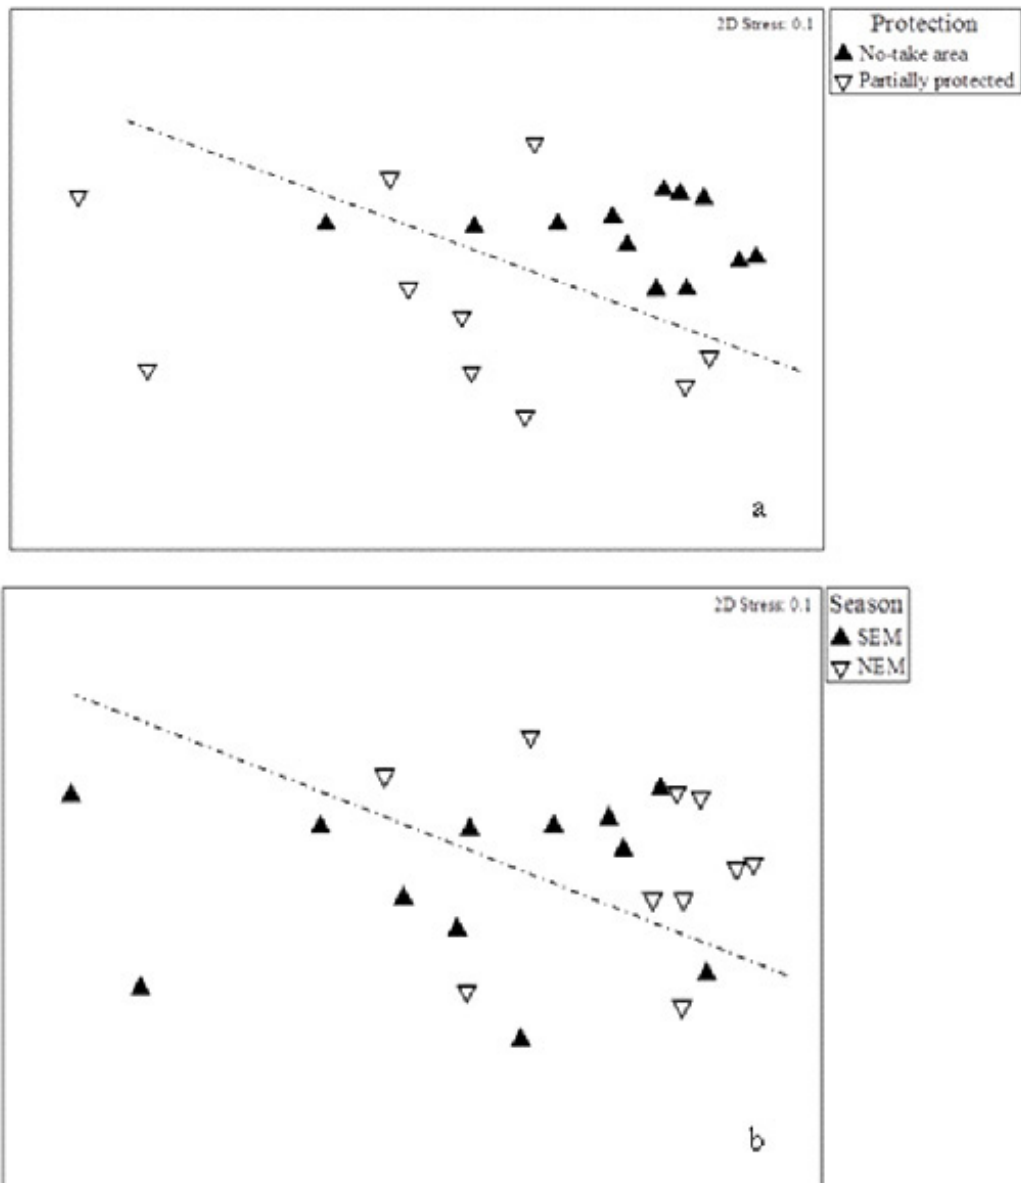 2D Stress: 0.1
Protection
No-take area
Partially protected
a
2D Stress: 0.1
Season
SEM
NEM
b